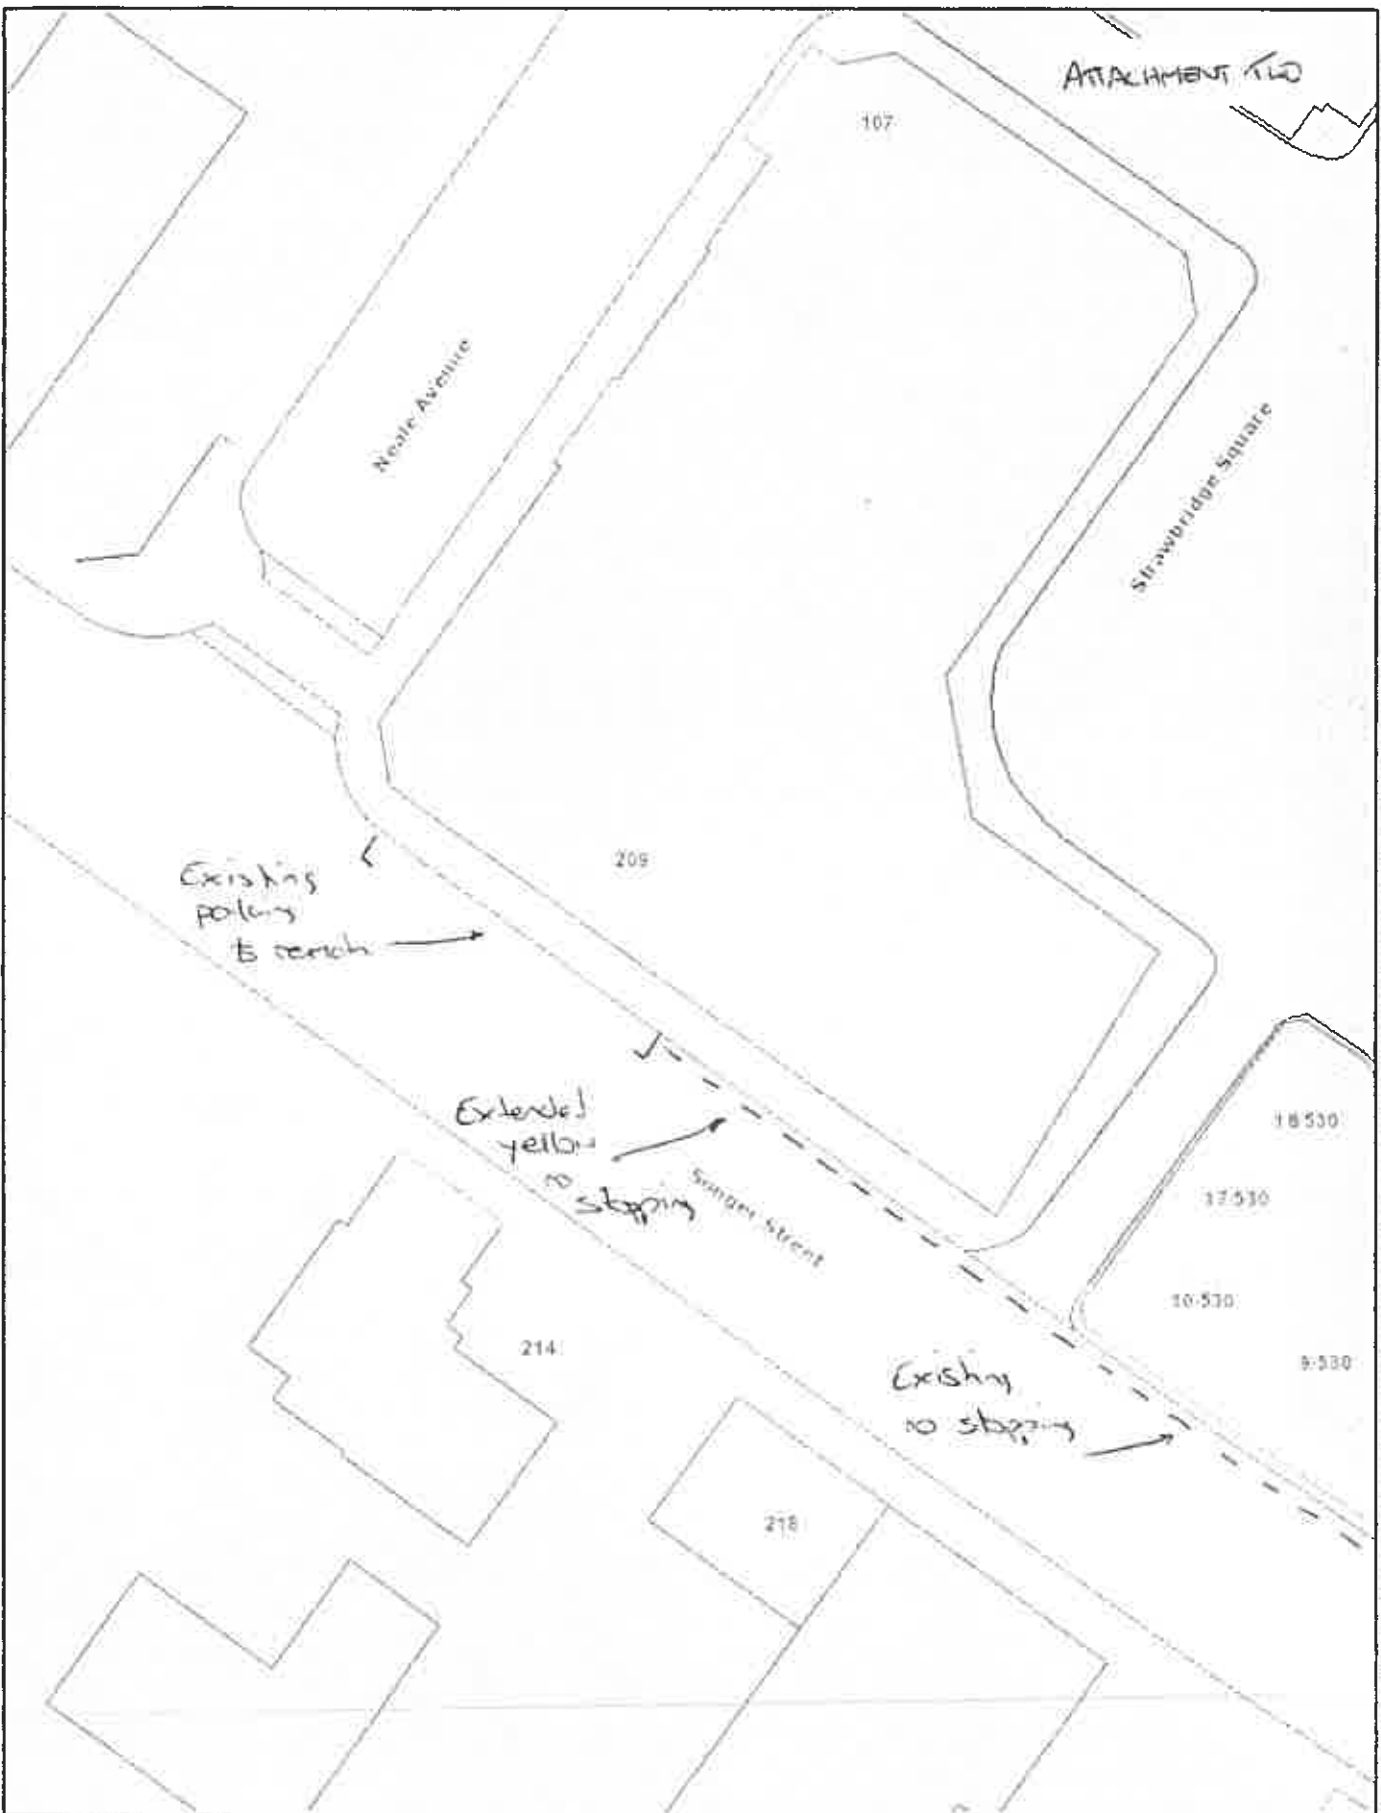 ATTACHMENT TWO
107
Neale Avenue
Strawbridge Square
209
Existing
parking
to remain
Extended
yellow
no
stopping
Songer Street
18 530
17 530
10-530
9-530
214
Existing
no stopping
218